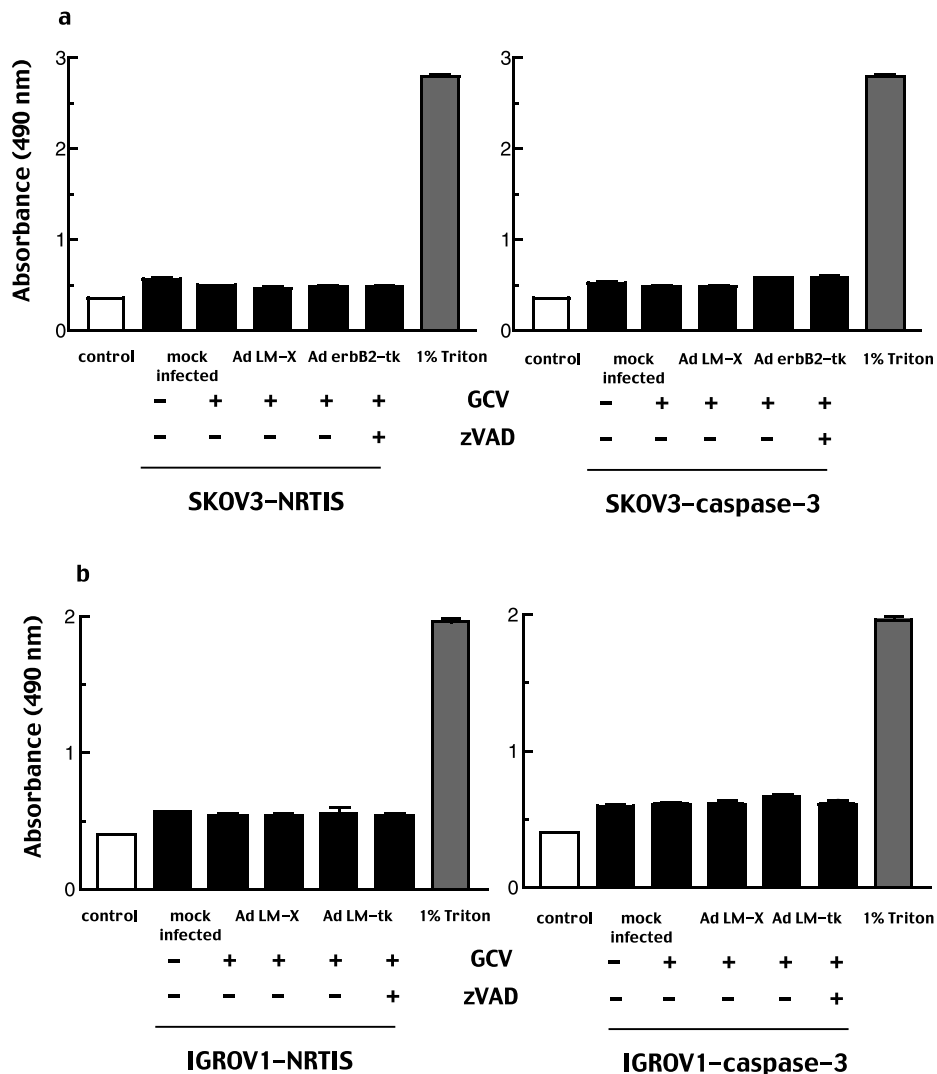 a
Absorbance (490 nm)
3
2
1
0
control
mock infected
Ad LM–X
Ad erbB2–tk
1% Triton
– + + + +
GCV
– – – – +
zVAD
SKOV3–NRTIS
3
2
1
0
control
mock infected
Ad LM–X
Ad erbB2–tk
1% Triton
– + + + +
– – – – +
SKOV3–caspase–3
b
Absorbance (490 nm)
2
1
0
control
mock infected
Ad LM–X
Ad LM–tk
1% Triton
– + + + +
GCV
– – – – +
zVAD
IGROV1–NRTIS
2
1
0
control
mock infected
Ad LM–X
Ad LM–tk
1% Triton
– + + + +
– – – – +
IGROV1–caspase–3